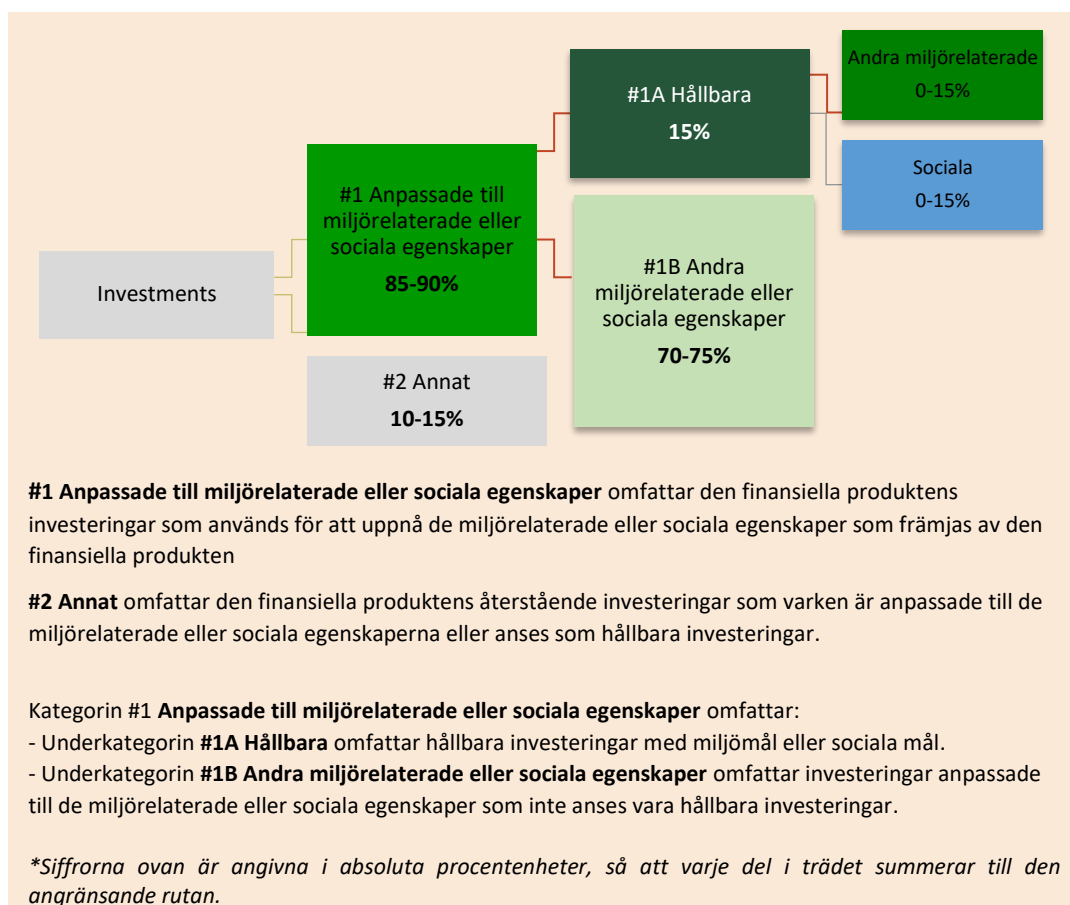 Investments
#1 Anpassade till
miljörelaterade eller
sociala egenskaper
85-90%
#2 Annat
10-15%
#1A Hållbara
15%
#1B Andra
miljörelaterade eller
sociala egenskaper
70-75%
Andra miljörelaterade
0-15%
Sociala
0-15%
#1 Anpassade till miljörelaterade eller sociala egenskaper omfattar den finansiella produktens
investeringar som används för att uppnå de miljörelaterade eller sociala egenskaper som främjas av den
finansiella produkten
#2 Annat omfattar den finansiella produktens återstående investeringar som varken är anpassade till de
miljörelaterade eller sociala egenskaperna eller anses som hållbara investeringar.
Kategorin #1 Anpassade till miljörelaterade eller sociala egenskaper omfattar:
- Underkategorin #1A Hållbara omfattar hållbara investeringar med miljömål eller sociala mål.
- Underkategorin #1B Andra miljörelaterade eller sociala egenskaper omfattar investeringar anpassade
till de miljörelaterade eller sociala egenskaper som inte anses vara hållbara investeringar.
*Siffrorna ovan är angivna i absoluta procentenheter, så att varje del i trädet summerar till den
angränsande rutan.